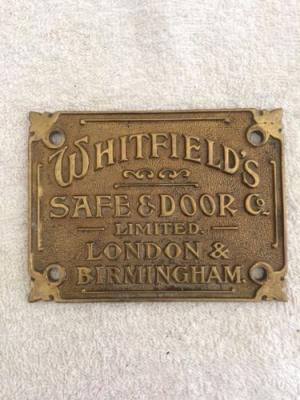 WHITFIELD'S
SAFE & DOOR CO
LIMITED.
LONDON &
BIRMINGHAM.